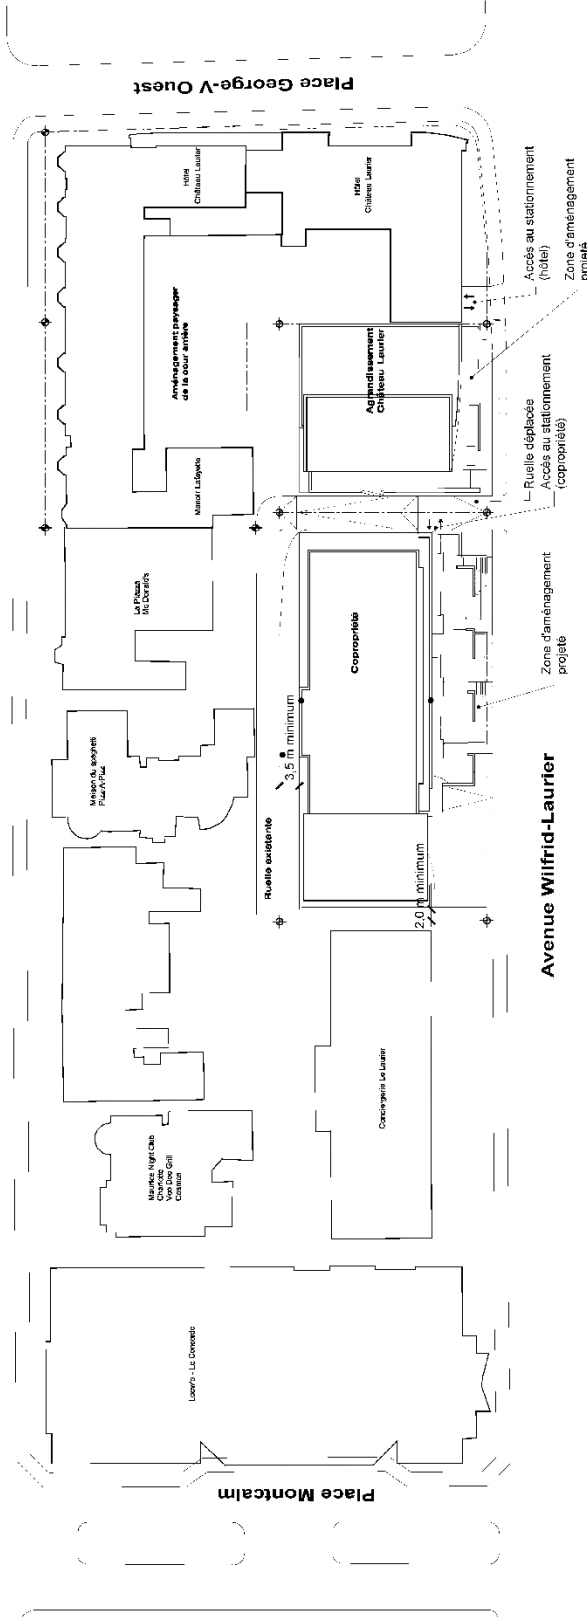 Place George-V Ouest
Hôtel
Château Laurier
Hôtel
Château Laurier
Aménagement paysager
de la cour arrière
Agrandissement
Château Laurier
Accès au stationnement
(hôtel)
Zone d'aménagement
projeté
Manoir Lafayette
Ruelle déplacée
Accès au stationnement
(copropriété)
La Piazza
Mc Donald's
Copropriété
Zone d'aménagement
projeté
Maison du spaghetti
Pizz-A-Pizz
3,5 m minimum
Ruelle existante
2,0 m minimum
Avenue Wilfrid-Laurier
Maurice Night Club
Charlotte
Voo Doo Grill
Cosmos
Conciergerie Le Laurier
Loew's - Le Concorde
Place Montcalm